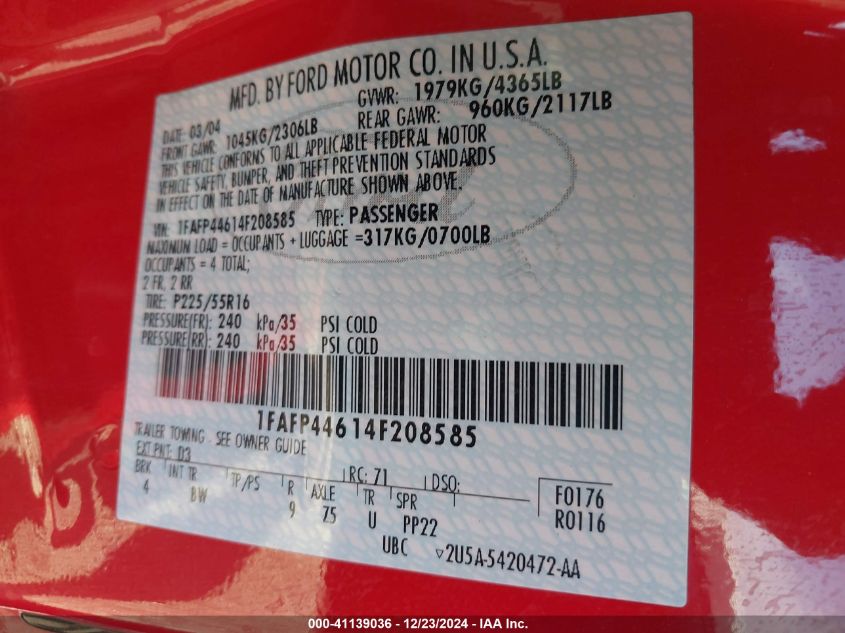 MFD. BY FORD MOTOR CO. IN U.S.A.
DATE: 03/04 GVWR: 1979KG/4365LB
FRONT GAWR: 1045KG/2306LB REAR GAWR: 960KG/2117LB
THIS VEHICLE CONFORMS TO ALL APPLICABLE FEDERAL MOTOR
VEHICLE SAFETY, BUMPER, AND THEFT PREVENTION STANDARDS
IN EFFECT ON THE DATE OF MANUFACTURE SHOWN ABOVE.
VIN: 1FAFP44614F208585 TYPE: PASSENGER
MAXIMUM LOAD = OCCUPANTS + LUGGAGE =317KG/0700LB
OCCUPANTS = 4 TOTAL;
2 FR, 2 RR
TIRE: P225/55R16
PRESSURE(FR): 240 kPa/35 PSI COLD
PRESSURE(RR): 240 kPa/35 PSI COLD
1FAFP44614F208585
TRAILER TOWING - SEE OWNER GUIDE
EXT PNT: D3 RC: 71 DSO:
BRK INT TR TP/PS R AXLE TR SPR
4 BW 9 Z5 U PP22
F0176
R0116
UBC ▽2U5A-5420472-AA
000-41139036 - 12/23/2024 - IAA Inc.